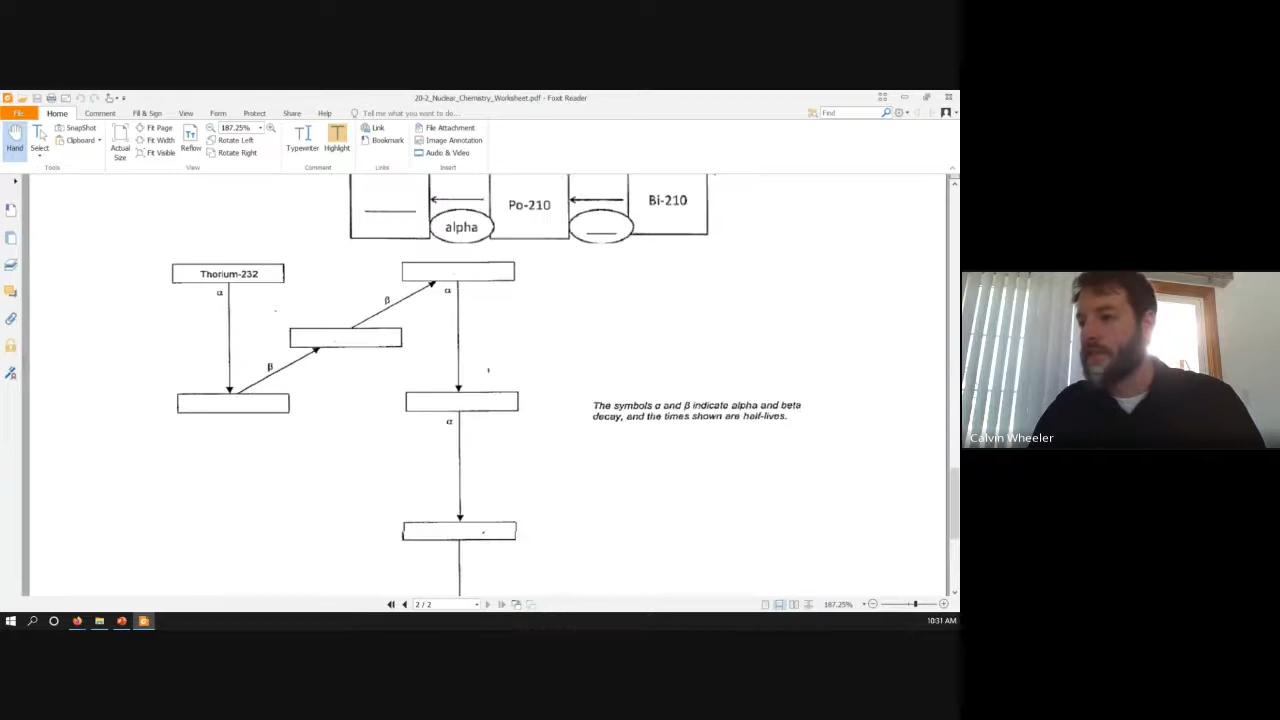 20-2_Nuclear_Chemistry_Worksheet.pdf - Foxit Reader
File Home Comment Fill & Sign View Form Protect Share Help Tell me what you want to do... Find
Hand
Select
SnapShot
Clipboard
Actual Size
Fit Page
Fit Width
Fit Visible
Reflow
187.25%
Rotate Left
Rotate Right
Typewriter
Highlight
Link
Bookmark
File Attachment
Image Annotation
Audio & Video
Tools View Comment Links Insert
alpha
Po-210
Bi-210
Thorium-232
α
β
β
α
α
The symbols α and β indicate alpha and beta
decay, and the times shown are half-lives.
Calvin Wheeler
2 / 2
187.25%
10:31 AM